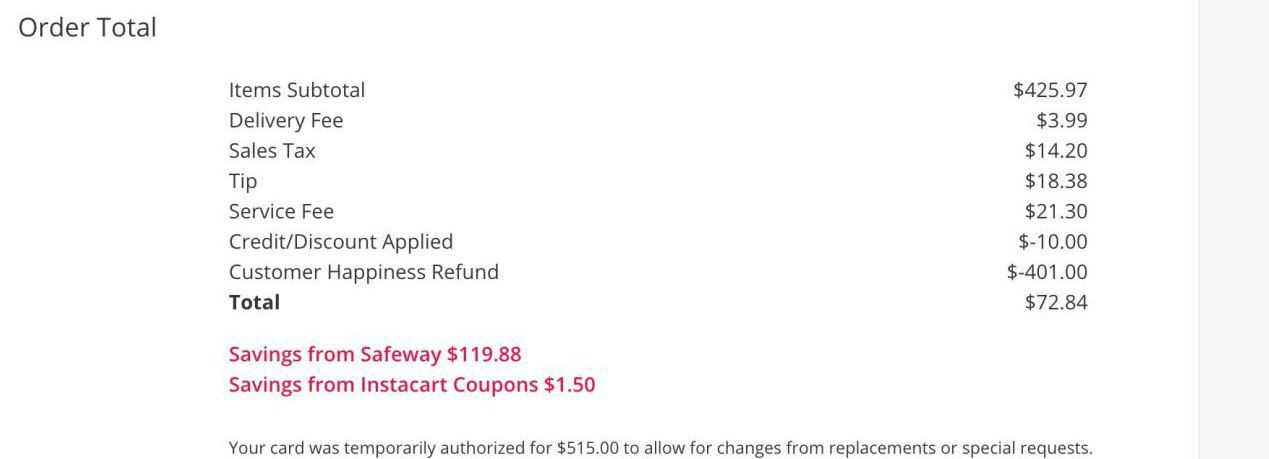 Order Total
Items Subtotal $425.97
Delivery Fee $3.99
Sales Tax $14.20
Tip $18.38
Service Fee $21.30
Credit/Discount Applied $-10.00
Customer Happiness Refund $-401.00
Total $72.84
Savings from Safeway $119.88
Savings from Instacart Coupons $1.50
Your card was temporarily authorized for $515.00 to allow for changes from replacements or special requests.